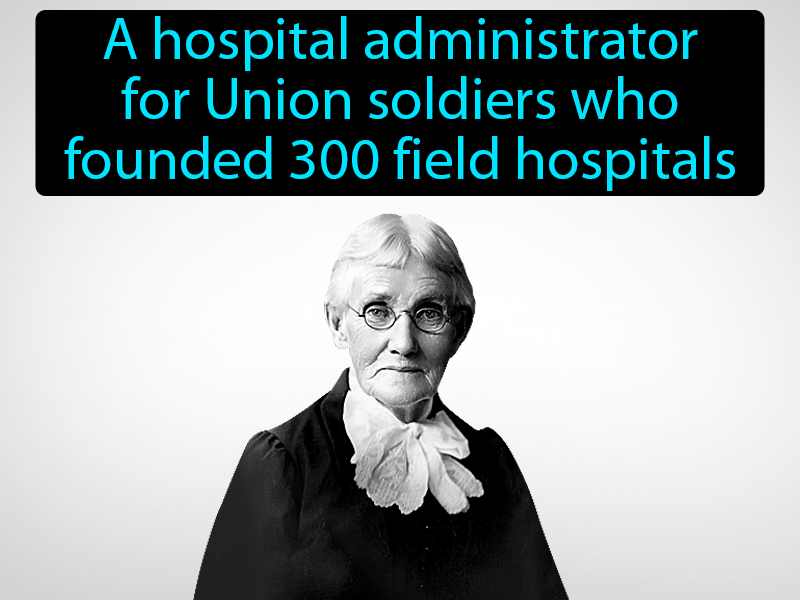 A hospital administrator
for Union soldiers who
founded 300 field hospitals